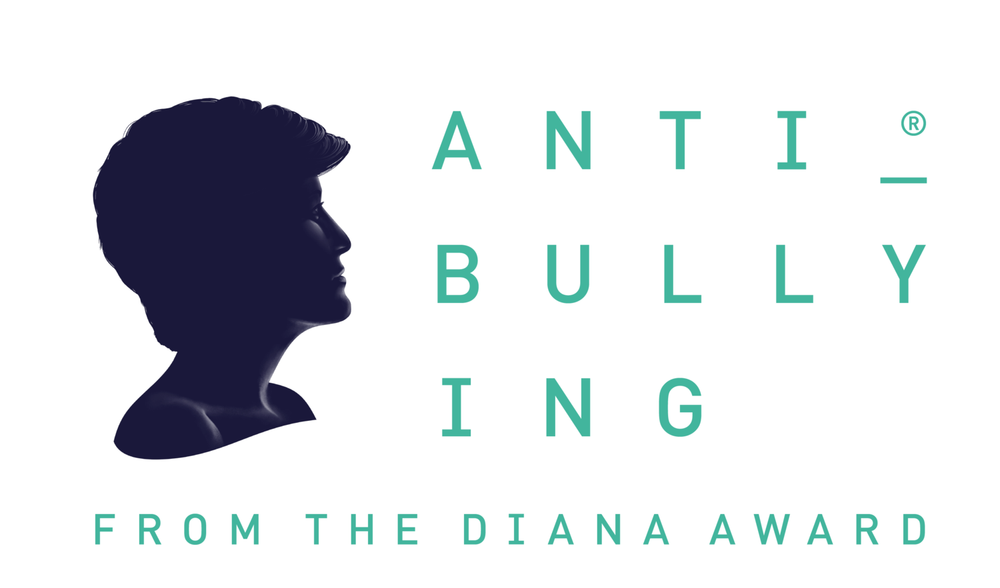 ANTI_®
BULLY
ING
FROM THE DIANA AWARD